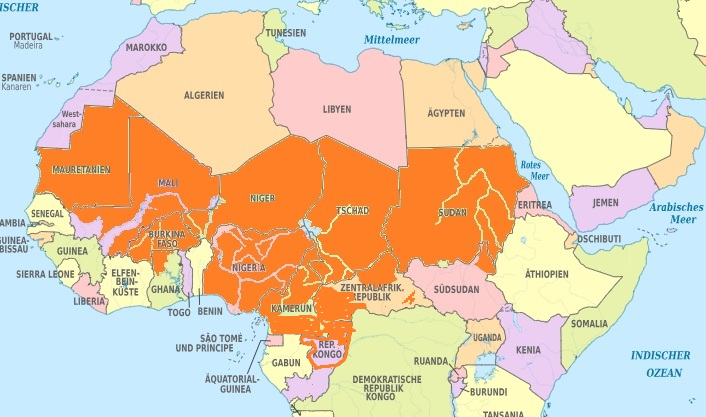 ISCHER
PORTUGAL
Madeira
SPANIEN
Kanaren
MAROKKO
TUNESIEN
Mittelmeer
ALGERIEN
LIBYEN
ÄGYPTEN
West-
sahara
MAURETANIEN
MALI
NIGER
TSCHAD
SUDAN
Rotes
Meer
ERITREA
JEMEN
Arabisches
Meer
SENEGAL
AMBIA
UINEA-
BISSAU
GUINEA
BURKINA
FASO
NIGERIA
DSCHIBUTI
ÄTHIOPIEN
SIERRA LEONE
LIBERIA
ELFEN-
BEIN-
KÜSTE
GHANA
TOGO
BENIN
KAMERUN
ZENTRALAFRIK.
REPUBLIK
SÜDSUDAN
SOMALIA
SÃO TOMÉ
UND PRÍNCIPE
ÄQUATORIAL-
GUINEA
GABUN
REP.
KONGO
DEMOKRATISCHE
REPUBLIK
KONGO
UGANDA
KENIA
RUANDA
BURUNDI
TANSANIA
INDISCHER
OZEAN